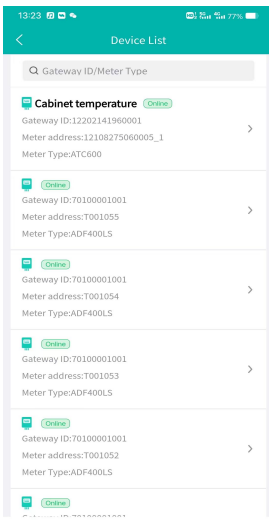 13:23 77%
Device List
Gateway ID/Meter Type
Cabinet temperature Online
Gateway ID:12202141960001
Meter address:12108275060005_1
Meter Type:ATC600
Online
Gateway ID:70100001001
Meter address:T001055
Meter Type:ADF400LS
Online
Gateway ID:70100001001
Meter address:T001054
Meter Type:ADF400LS
Online
Gateway ID:70100001001
Meter address:T001053
Meter Type:ADF400LS
Online
Gateway ID:70100001001
Meter address:T001052
Meter Type:ADF400LS
Online
Gateway ID:70100001001